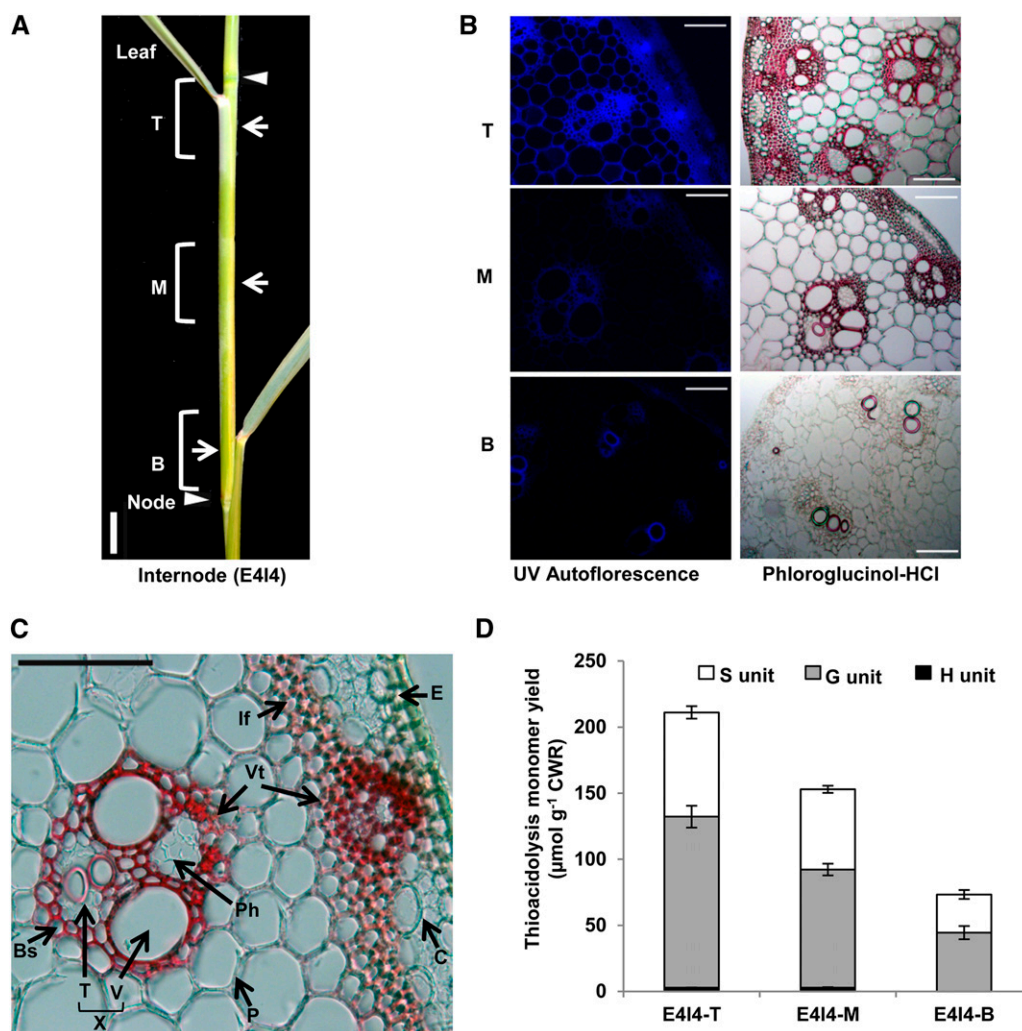 A
Leaf
T
M
B
Node
Internode (E4I4)
B
T
M
B
UV Autoflorescence
Phloroglucinol-HCl
C
E
If
Vt
Ph
Bs
T
V
C
P
X
D
Thioacidolysis monomer yield
(µmol g⁻¹ CWR)
S unit
G unit
H unit
250
200
150
100
50
0
E4I4-T
E4I4-M
E4I4-B